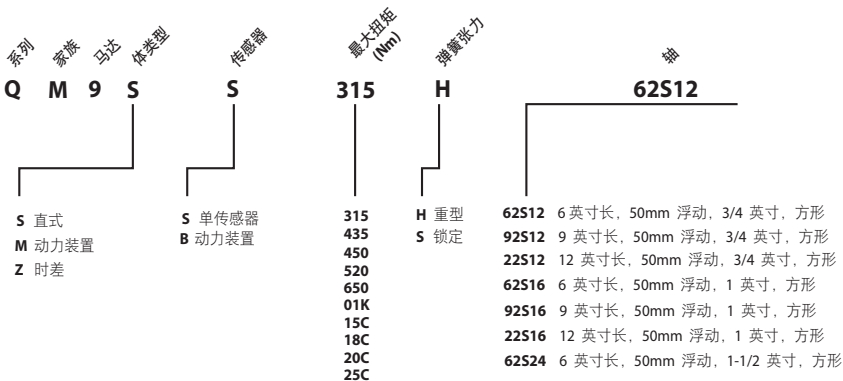 系列 家族 马达 体类型 传感器 最大扭矩 (Nm) 弹簧张力 轴
Q M 9 S S 315 H 62S12
S 直式
M 动力装置
Z 时差
S 单传感器
B 动力装置
315
435
450
520
650
01K
15C
18C
20C
25C
H 重型
S 锁定
62S12 6 英寸长，50mm 浮动，3/4 英寸，方形
92S12 9 英寸长，50mm 浮动，3/4 英寸，方形
22S12 12 英寸长，50mm 浮动，3/4 英寸，方形
62S16 6 英寸长，50mm 浮动，1 英寸，方形
92S16 9 英寸长，50mm 浮动，1 英寸，方形
22S16 12 英寸长，50mm 浮动，1 英寸，方形
62S24 6 英寸长，50mm 浮动，1-1/2 英寸，方形